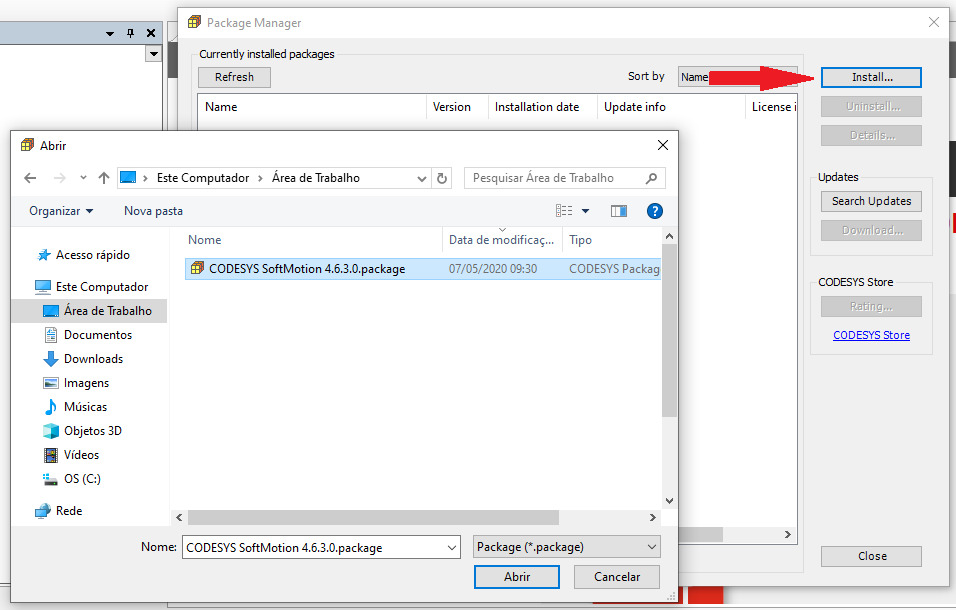 Package Manager
Currently installed packages
Refresh
Sort by
Name
Install...
Name Version Installation date Update info License i
Uninstall...
Details...
Updates
Search Updates
Download...
CODESYS Store
Rating...
CODESYS Store
Close
Abrir
Este Computador Área de Trabalho
Pesquisar Área de Trabalho
Organizar Nova pasta
Nome Data de modificaç... Tipo
CODESYS SoftMotion 4.6.3.0.package 07/05/2020 09:30 CODESYS Packag
Acesso rápido
Este Computador
Área de Trabalho
Documentos
Downloads
Imagens
Músicas
Objetos 3D
Vídeos
OS (C:)
Rede
Nome: CODESYS SoftMotion 4.6.3.0.package Package (*.package)
Abrir Cancelar